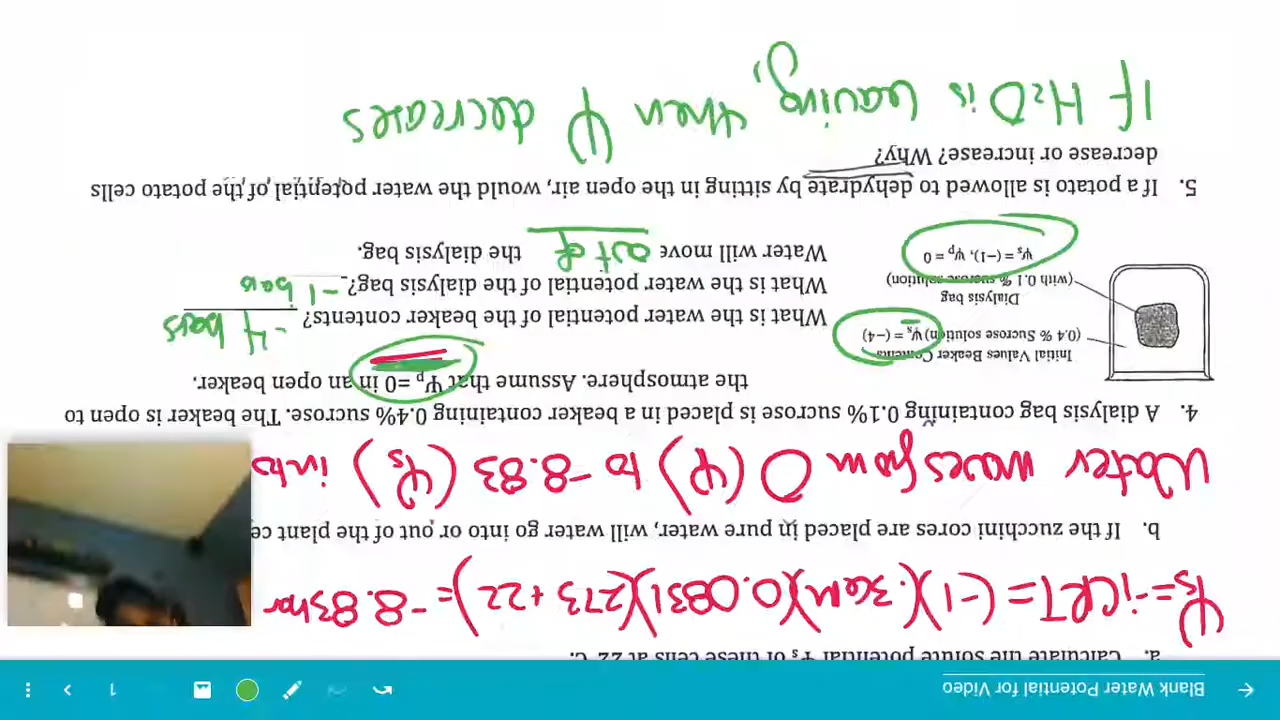 Blank Water Potential for Video
1
a. Calculate the solute potential Ψs of these cells at 22°C.
Ψs=-iCRT=(-1)(.36M)(0.0831)(273+22)=-8.83bar
b. If the zucchini cores are placed in pure water, will water go into or out of the plant ce
Water moves from 0 (Ψ) to -8.83 (Ψs) into
4. A dialysis bag containing 0.1% sucrose is placed in a beaker containing 0.4% sucrose. The beaker is open to
the atmosphere. Assume that Ψp =0 in an open beaker.
Initial Values Beaker Contents
(0.4 % Sucrose solution) Ψs = (-4)
Dialysis bag
(with 0.1 % sucrose solution)
Ψs = (-1), Ψp = 0
What is the water potential of the beaker contents? -4 bars
What is the water potential of the dialysis bag? -1 bars
Water will move out of the dialysis bag.
5. If a potato is allowed to dehydrate by sitting in the open air, would the water potential of the potato cells
decrease or increase? Why?
If H2O is leaving, then Ψ decreases